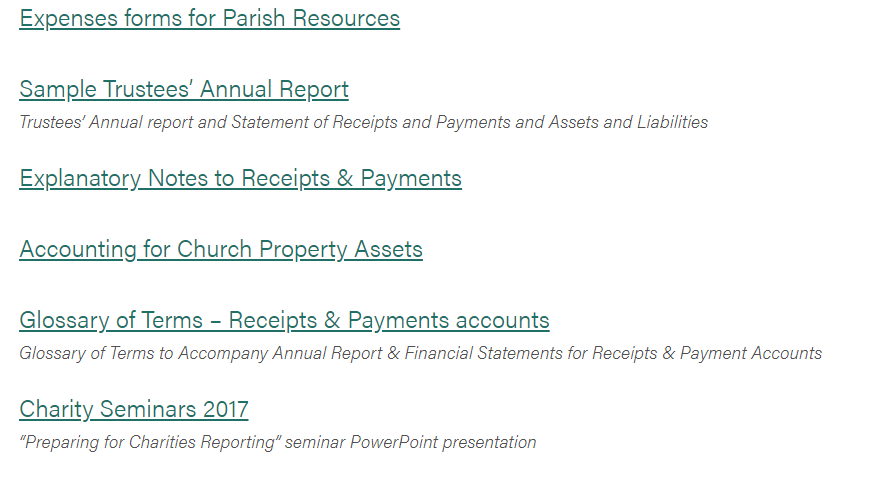 Expenses forms for Parish Resources
Sample Trustees’ Annual Report
Trustees’ Annual report and Statement of Receipts and Payments and Assets and Liabilities
Explanatory Notes to Receipts & Payments
Accounting for Church Property Assets
Glossary of Terms – Receipts & Payments accounts
Glossary of Terms to Accompany Annual Report & Financial Statements for Receipts & Payment Accounts
Charity Seminars 2017
“Preparing for Charities Reporting” seminar PowerPoint presentation